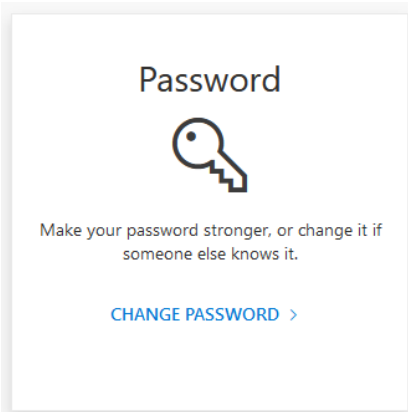 Password
Make your password stronger, or change it if
someone else knows it.
CHANGE PASSWORD >